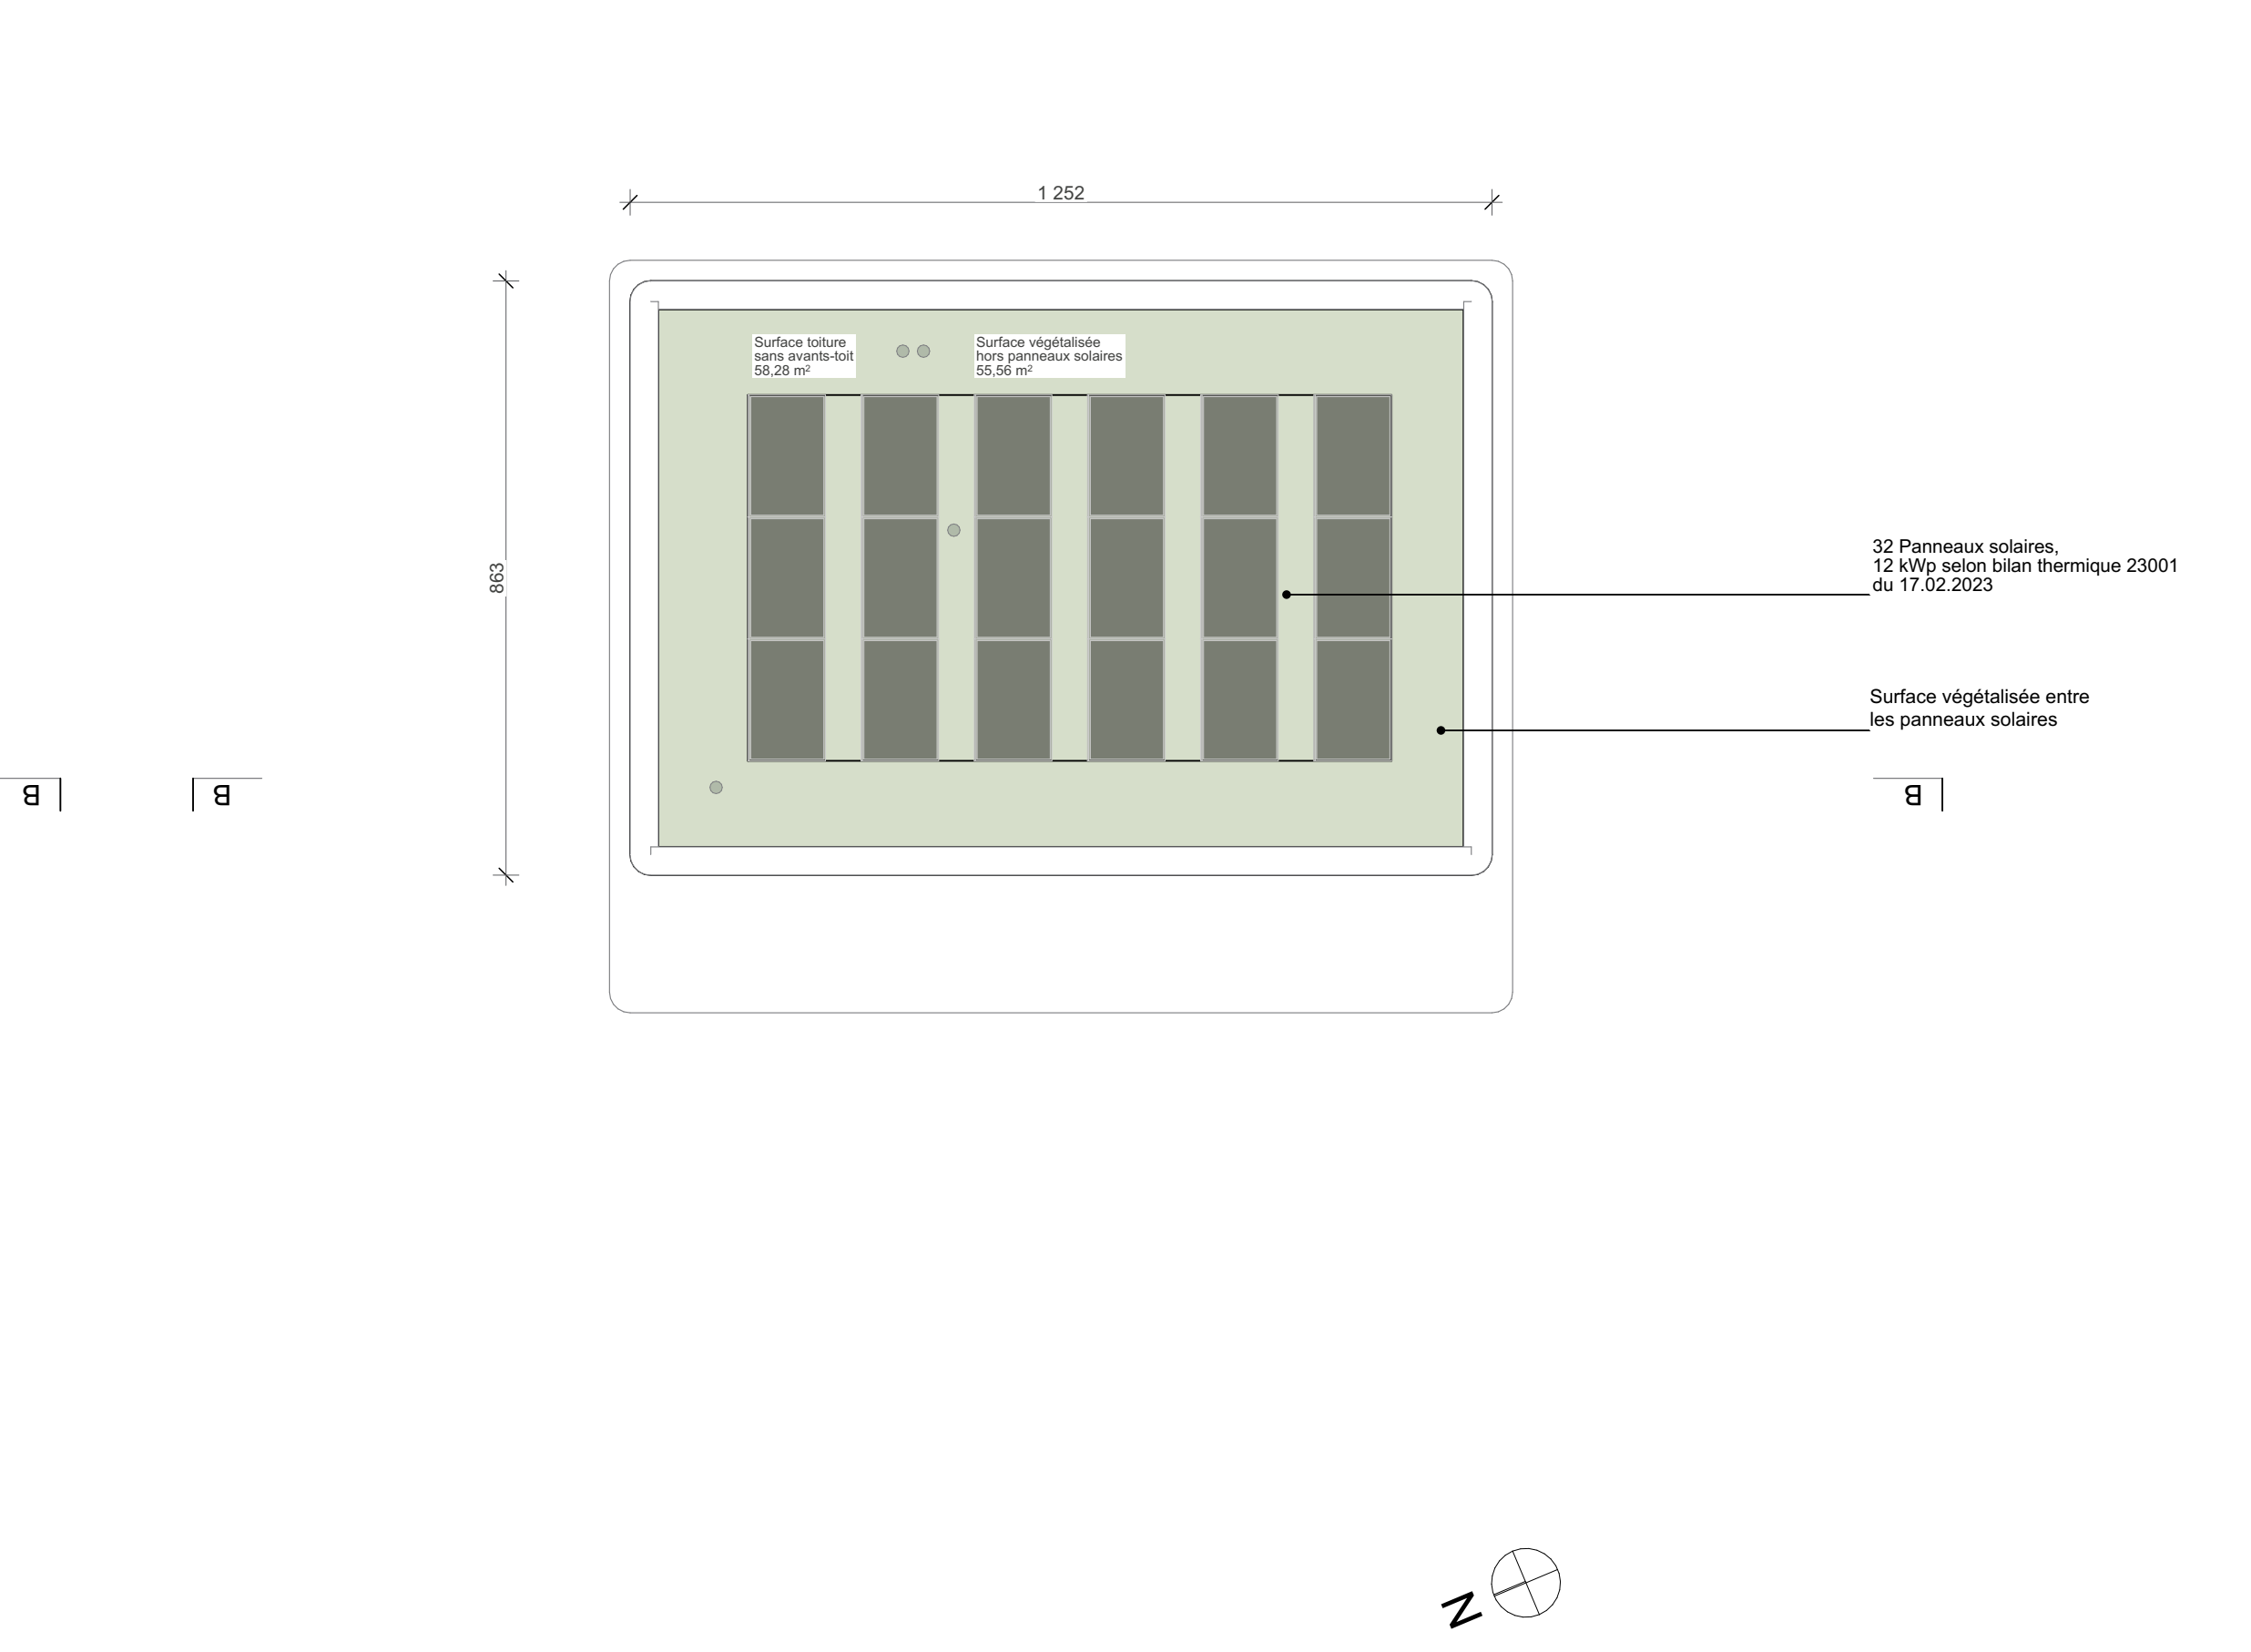 1 252
Surface toiture
sans avants-toit
58,28 m²
Surface végétalisée
hors panneaux solaires
55,56 m²
863
32 Panneaux solaires,
12 kWp selon bilan thermique 23001
du 17.02.2023
Surface végétalisée entre
les panneaux solaires
B
B
B
N